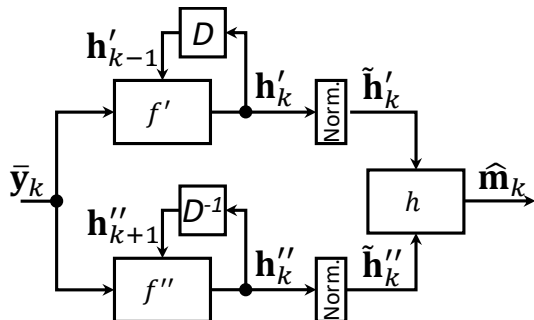 D
𝐡′ₖ₋₁
f′
𝐡′ₖ
Norm.
𝐡̃′ₖ
𝐲̄ₖ
h
𝐦̂ₖ
D⁻¹
𝐡″ₖ₊₁
f″
𝐡″ₖ
Norm.
𝐡̃″ₖ